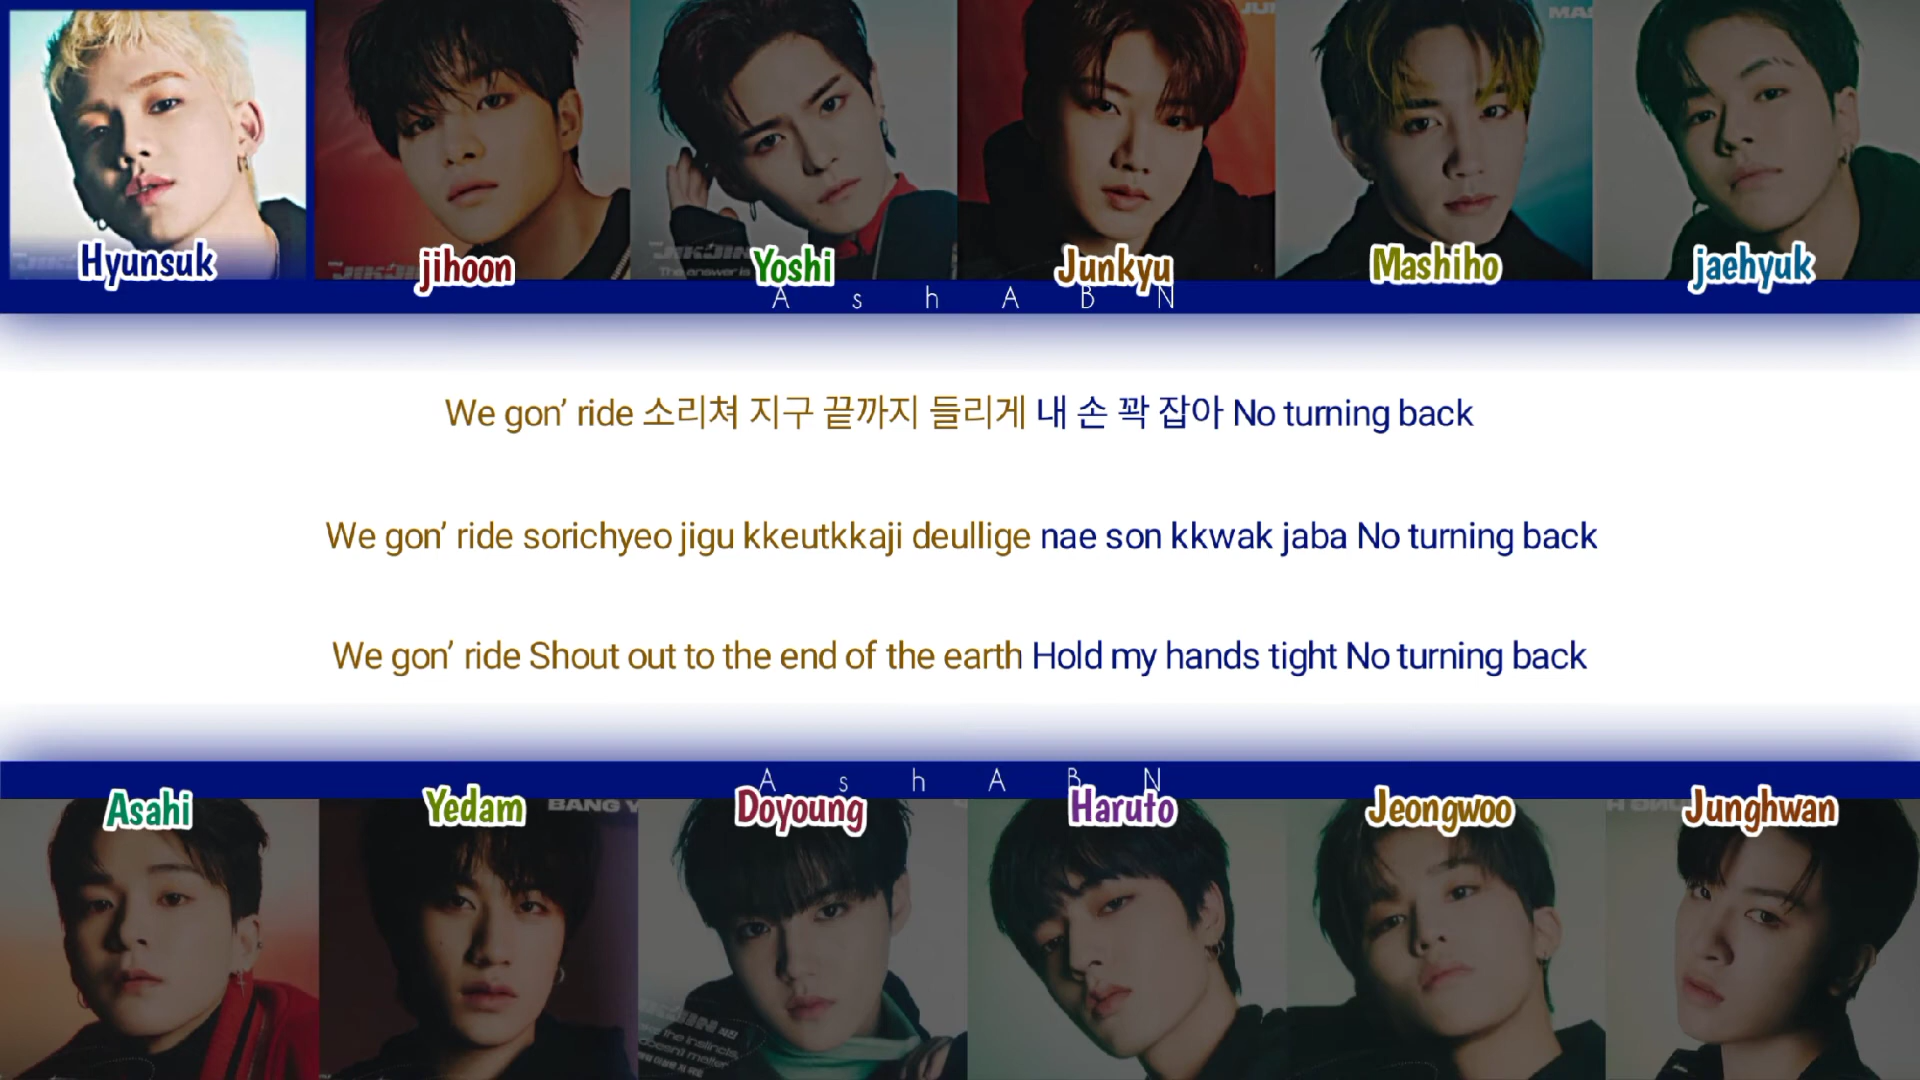 Hyunsuk jihoon Yoshi Junkyu Mashiho jaehyuk
A s h A B N
We gon’ ride 소리쳐 지구 끝까지 들리게 내 손 꽉 잡아 No turning back
We gon’ ride sorichyeo jigu kkeutkkaji deullige nae son kkwak jaba No turning back
We gon’ ride Shout out to the end of the earth Hold my hands tight No turning back
A s h A B N
Asahi Yedam Doyoung Haruto Jeongwoo Junghwan